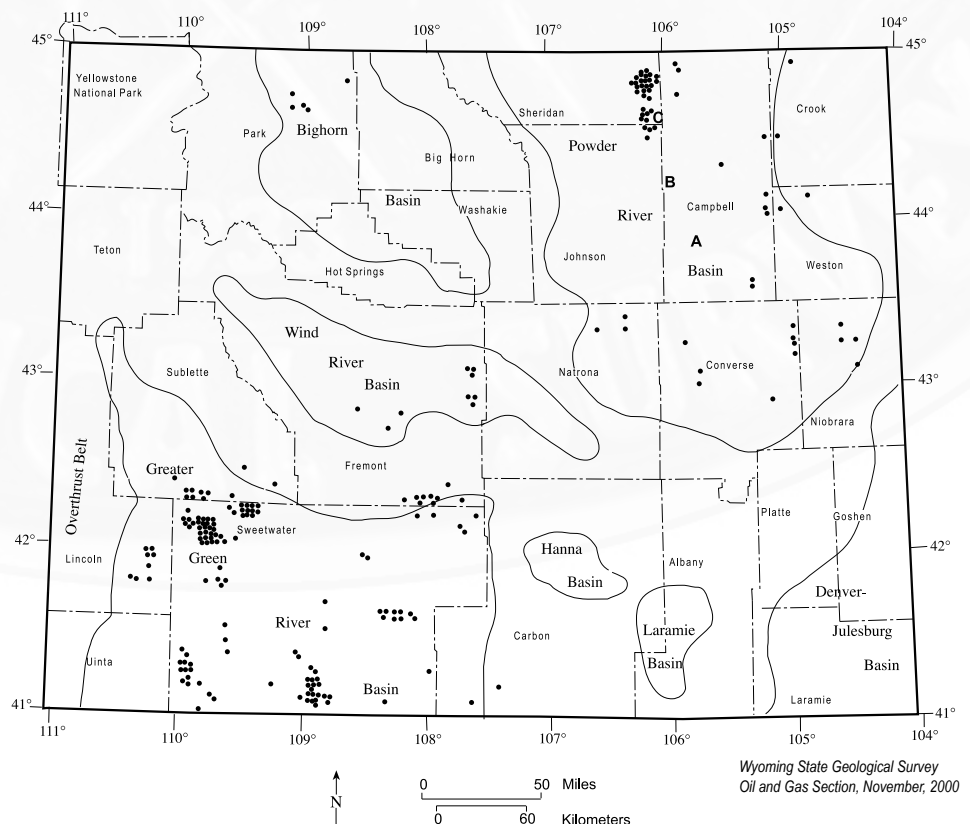 111° 110° 109° 108° 107° 106° 105° 104°
45° 45°
Yellowstone
National Park
Park
Bighorn
Basin
Big Horn
Washakie
Sheridan
Powder
River
Basin
C
B
A
Campbell
Crook
Johnson
Weston
44° 44°
Teton
Hot Springs
Wind
River
Basin
Sublette
Natrona
Converse
Niobrara
43° 43°
Fremont
Overthrust Belt
Greater
Green
River
Basin
Sweetwater
Lincoln
Uinta
Hanna
Basin
Albany
Platte
Goshen
42° 42°
Laramie
Basin
Carbon
Denver-
Julesburg
Basin
Laramie
41° 41°
111° 110° 109° 108° 107° 106° 105° 104°
N
0 50 Miles
0 60 Kilometers
Wyoming State Geological Survey
Oil and Gas Section, November, 2000